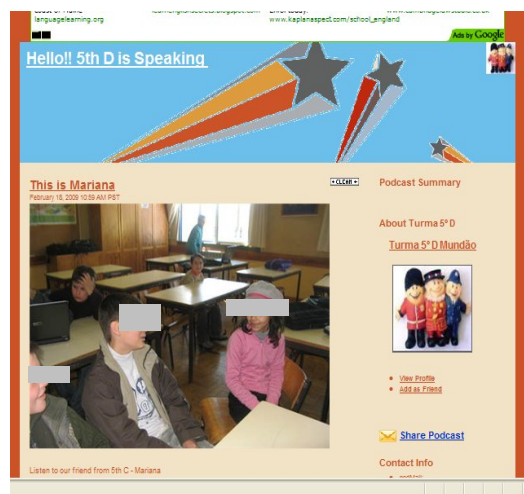 languagelearning.org
www.kaplanaspect.com/school_england
Ads by Google
Hello!! 5th D is Speaking
This is Mariana
February 18, 2009 10:59 AM PST
CLEAN
Podcast Summary
About Turma 5º D
Turma 5º D Mundão
View Profile
Add as Friend
Share Podcast
Contact Info
Listen to our friend from 5th C - Mariana